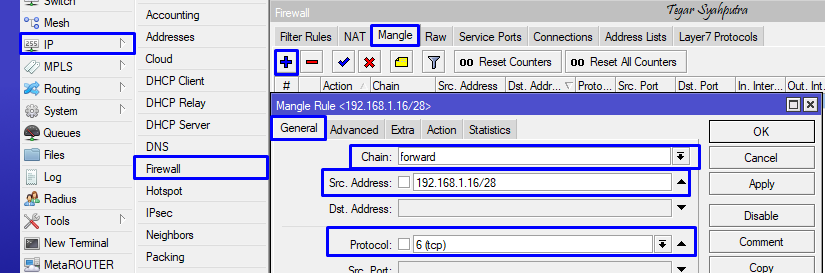 Switch
Mesh
IP
MPLS
Routing
System
Queues
Files
Log
Radius
Tools
New Terminal
MetaROUTER
Accounting
Addresses
Cloud
DHCP Client
DHCP Relay
DHCP Server
DNS
Firewall
Hotspot
IPsec
Neighbors
Packing
Firewall
Tegar Syahputra
Filter Rules NAT Mangle Raw Service Ports Connections Address Lists Layer7 Protocols
00 Reset Counters 00 Reset All Counters
# Action Chain Src. Address Dst. Addr... Proto... Src. Port Dst. Port In. Inter... Out. Int...
Mangle Rule <192.168.1.16/28>
General Advanced Extra Action Statistics
Chain: forward
Src. Address: 192.168.1.16/28
Dst. Address:
Protocol: 6 (tcp)
Src. Port:
OK
Cancel
Apply
Disable
Comment
Copy